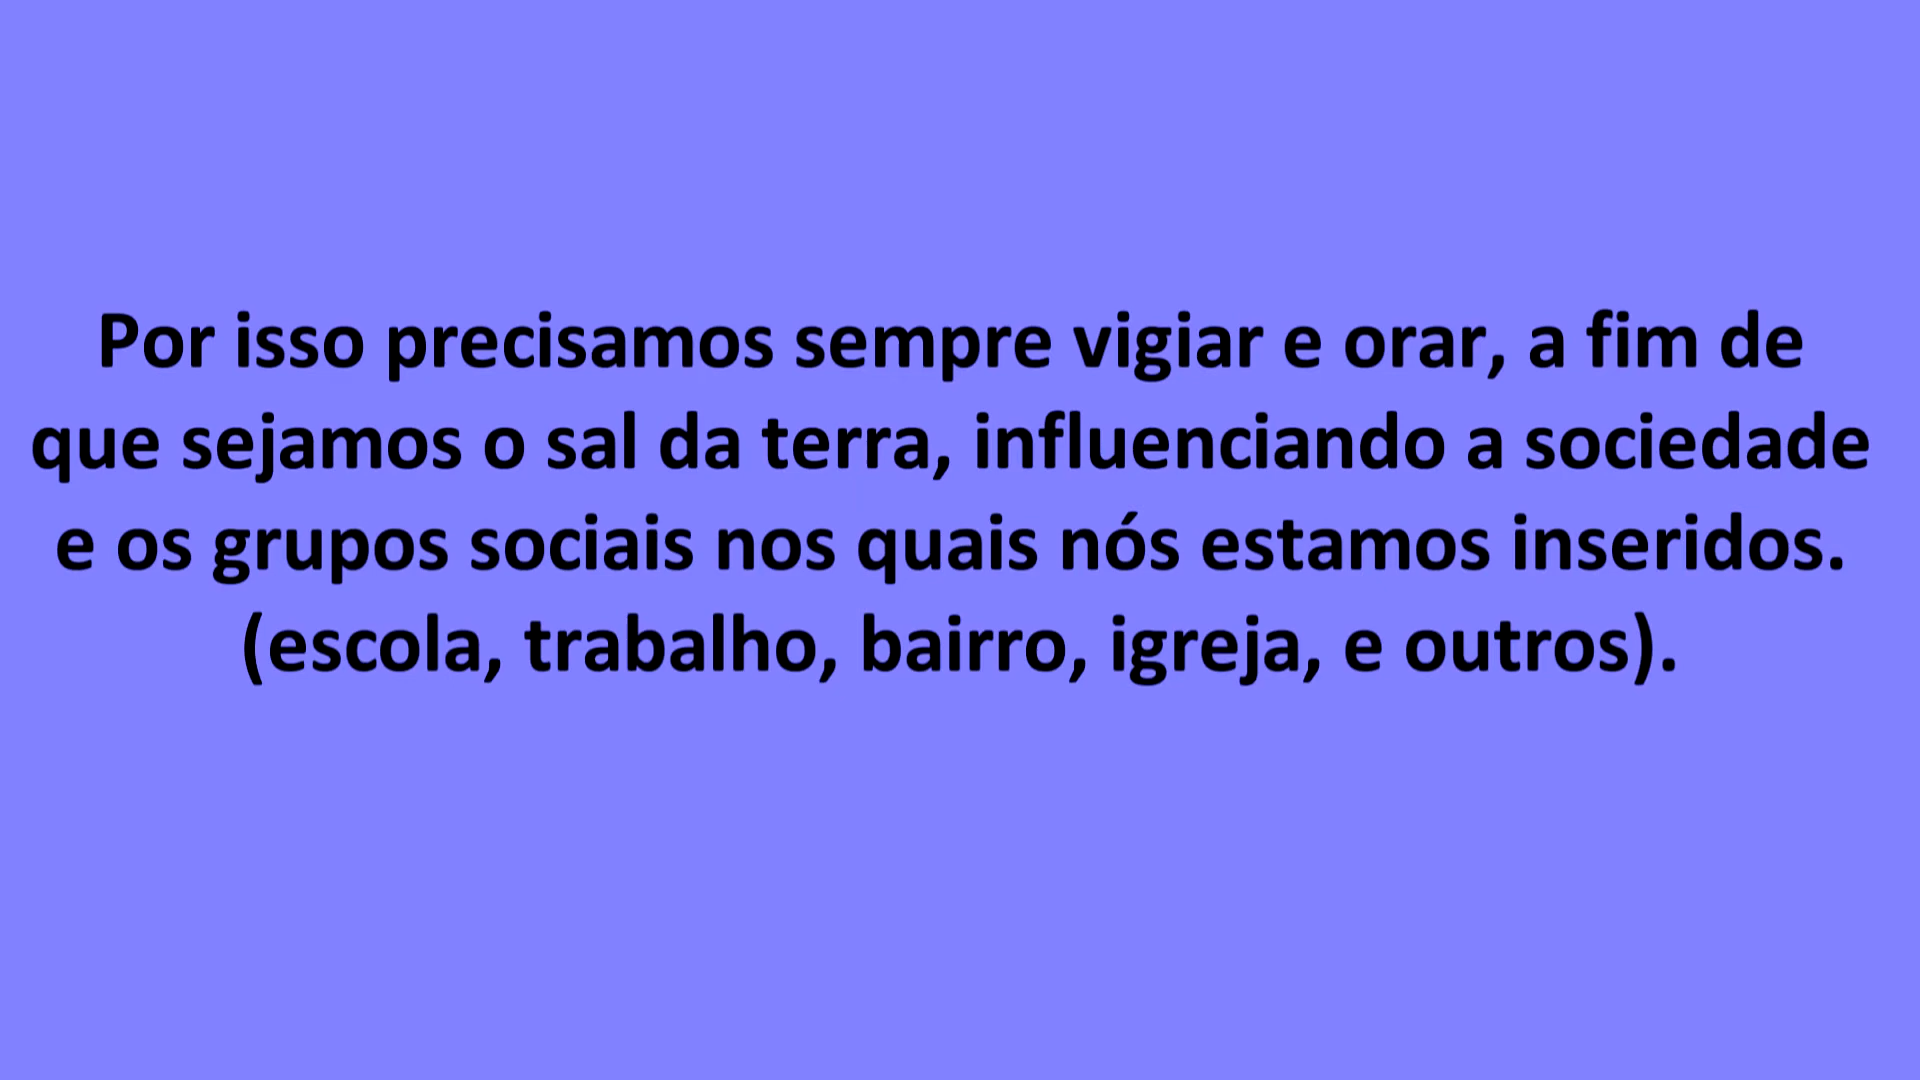 Por isso precisamos sempre vigiar e orar, a fim de
que sejamos o sal da terra, influenciando a sociedade
e os grupos sociais nos quais nós estamos inseridos.
(escola, trabalho, bairro, igreja, e outros).